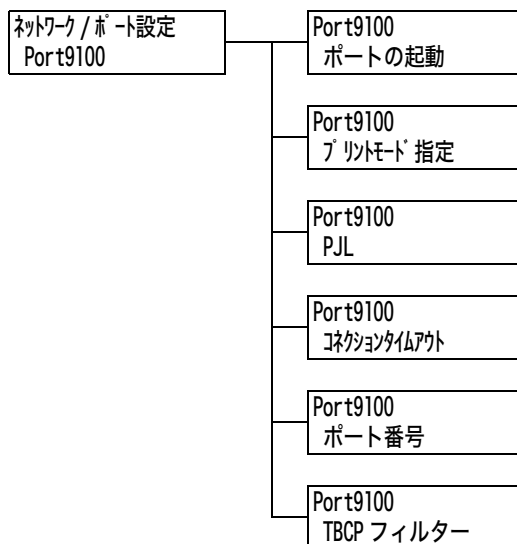 ﾈｯﾄﾜｰｸ / ﾎﾟｰﾄ設定
Port9100
Port9100
ポートの起動
Port9100
ﾌﾟﾘﾝﾄﾓｰﾄﾞ指定
Port9100
PJL
Port9100
ｺﾈｸｼｮﾝﾀｲﾑｱｳﾄ
Port9100
ポート番号
Port9100
TBCP フィルター